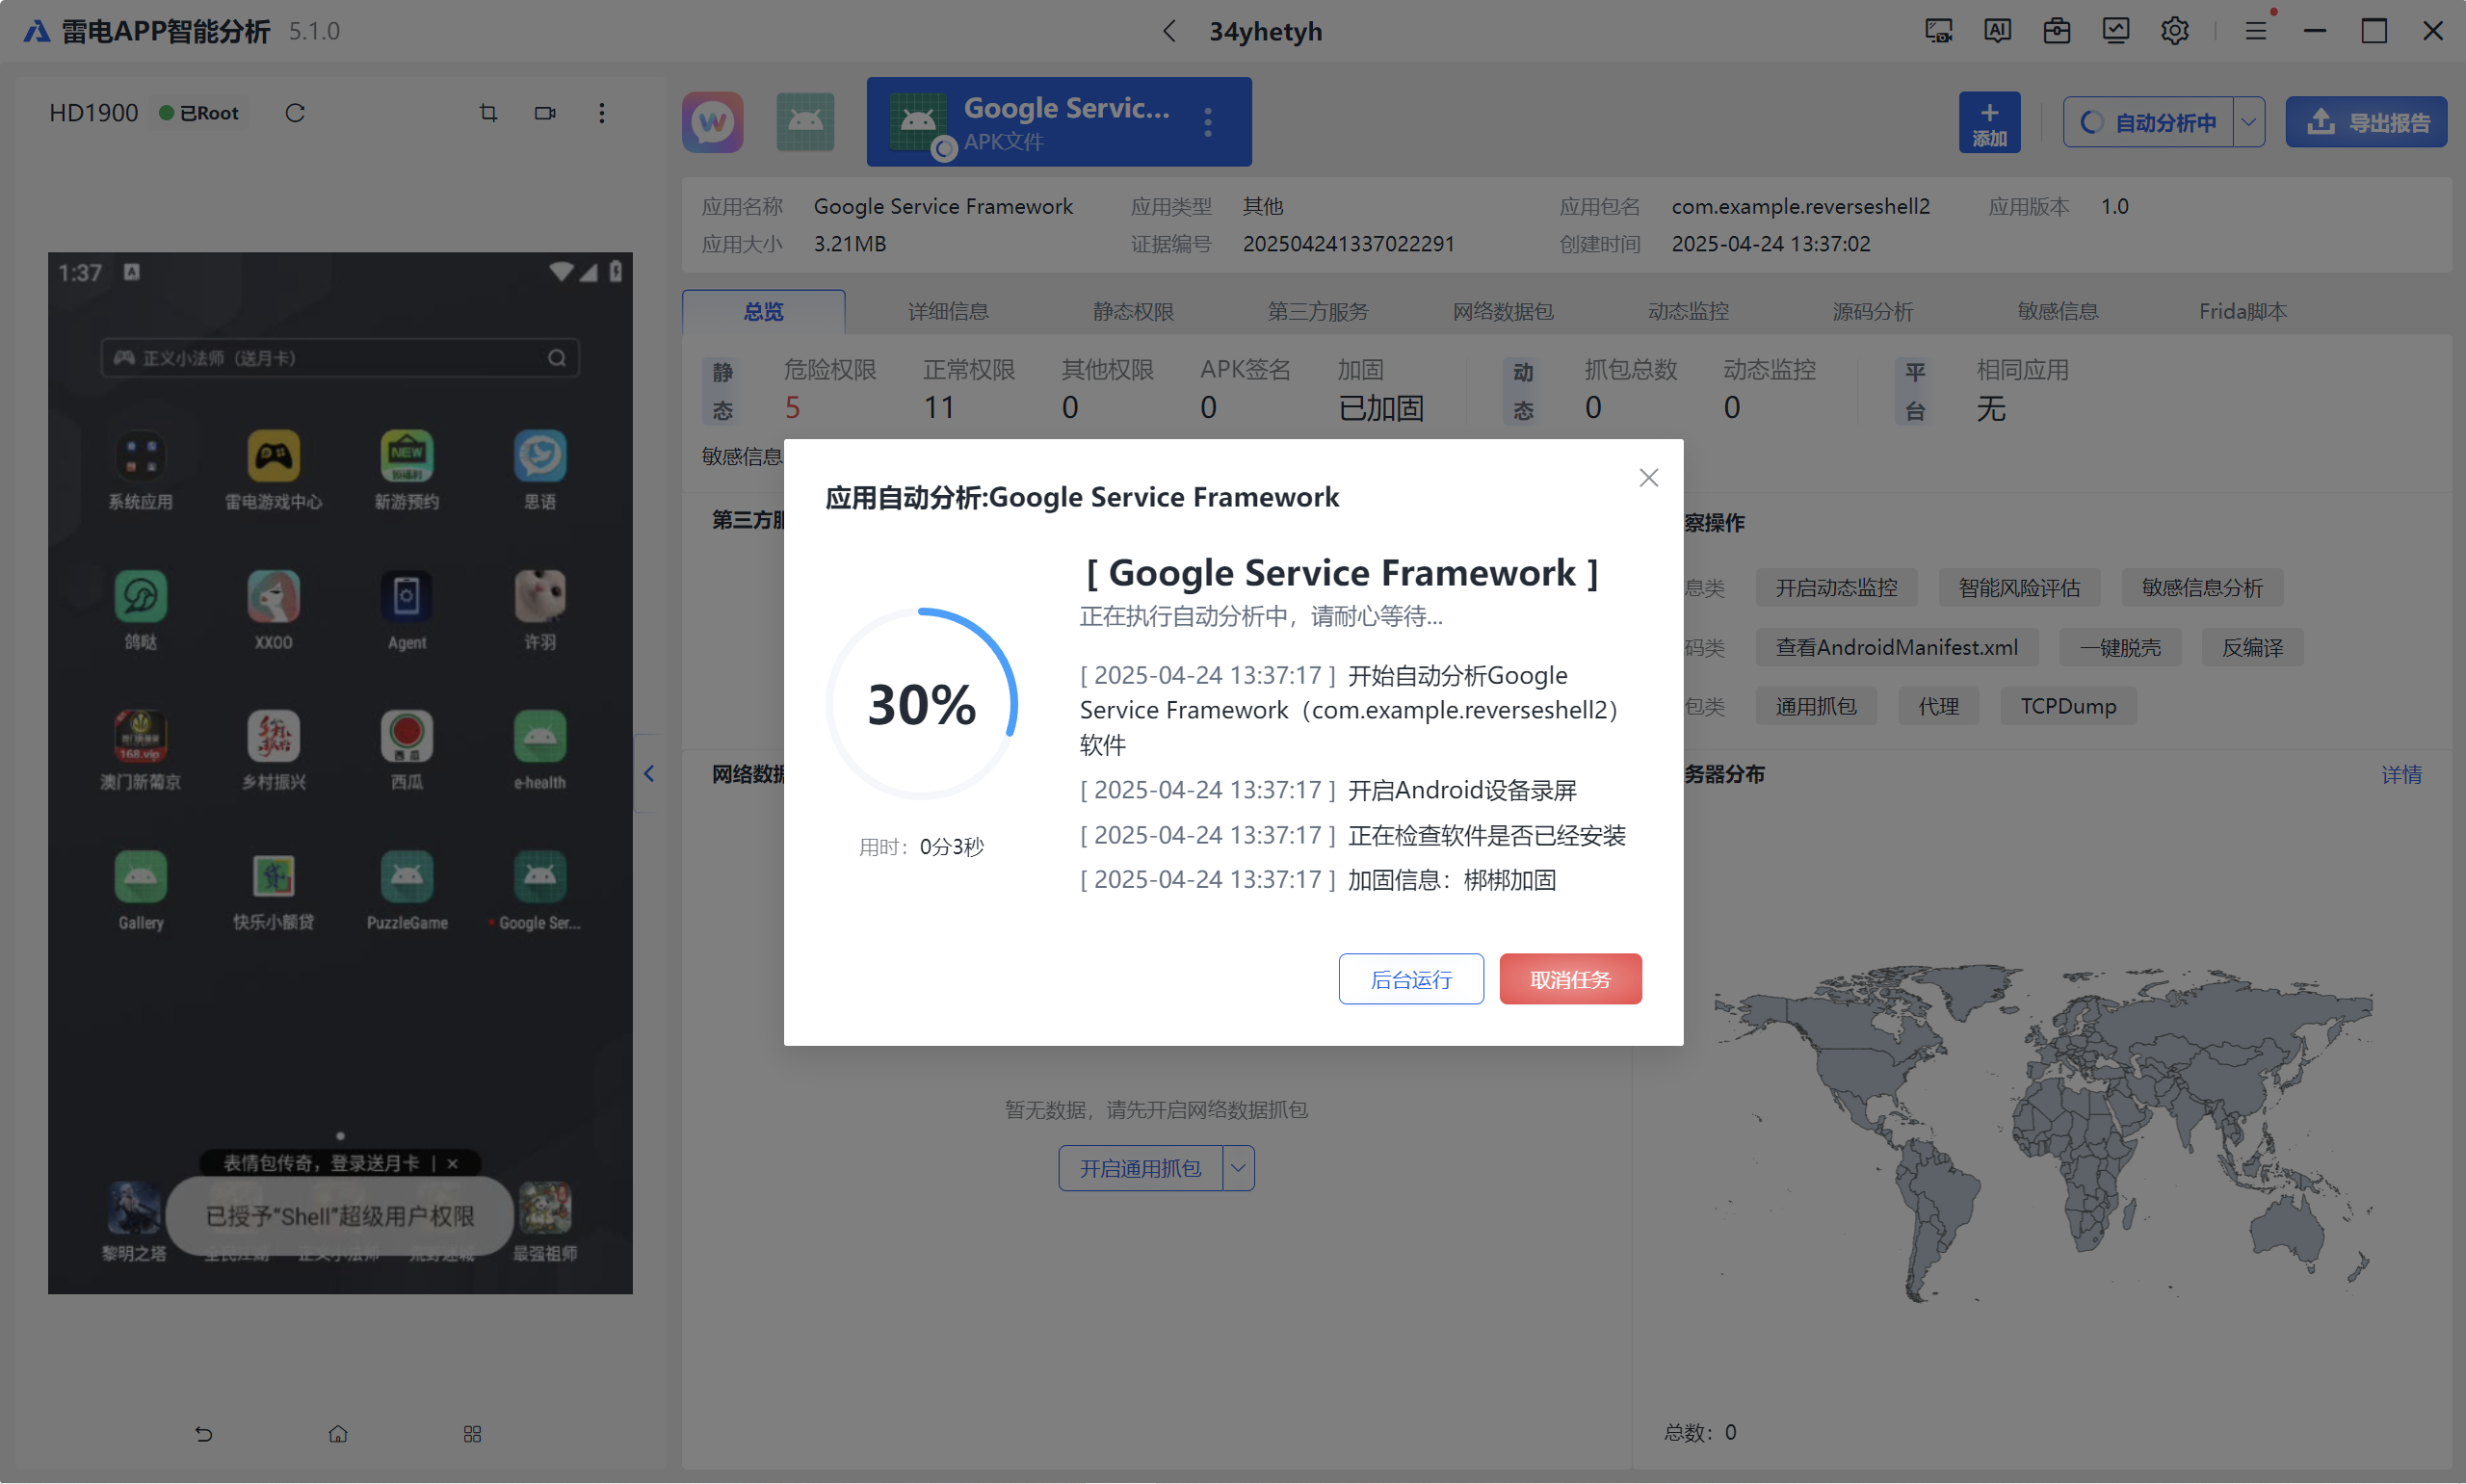 雷电APP智能分析 5.1.0
34yhetyh
HD1900 已Root
1:37
正义小法师（送月卡）
系统应用 雷电游戏中心 新游预约 思语
鸽哒 XXOO Agent 许羽
168.vip
澳门新葡京 乡村振兴 西瓜 e-health
Gallery 快乐小额贷 PuzzleGame Google Ser...
表情包传奇，登录送月卡 | ×
已授予“Shell”超级用户权限
黎明之塔 最强祖师
Google Servic...
APK文件
添加
自动分析中
导出报告
应用名称 Google Service Framework 应用类型 其他 应用包名 com.example.reverseshell2 应用版本 1.0
应用大小 3.21MB 证据编号 202504241337022291 创建时间 2025-04-24 13:37:02
总览 详细信息 静态权限 第三方服务 网络数据包 动态监控 源码分析 敏感信息 Frida脚本
静态 危险权限 正常权限 其他权限 APK签名 加固 动态 抓包总数 动态监控 平台 相同应用
5 11 0 0 已加固 0 0 无
敏感信息
第三方服
察操作
息类 开启动态监控 智能风险评估 敏感信息分析
码类 查看AndroidManifest.xml 一键脱壳 反编译
包类 通用抓包 代理 TCPDump
网络数据
务器分布 详情
应用自动分析:Google Service Framework
[ Google Service Framework ]
正在执行自动分析中，请耐心等待...
30%
用时：0分3秒
[ 2025-04-24 13:37:17 ] 开始自动分析Google
Service Framework（com.example.reverseshell2）
软件
[ 2025-04-24 13:37:17 ] 开启Android设备录屏
[ 2025-04-24 13:37:17 ] 正在检查软件是否已经安装
[ 2025-04-24 13:37:17 ] 加固信息：梆梆加固
后台运行 取消任务
暂无数据，请先开启网络数据抓包
开启通用抓包
总数：0